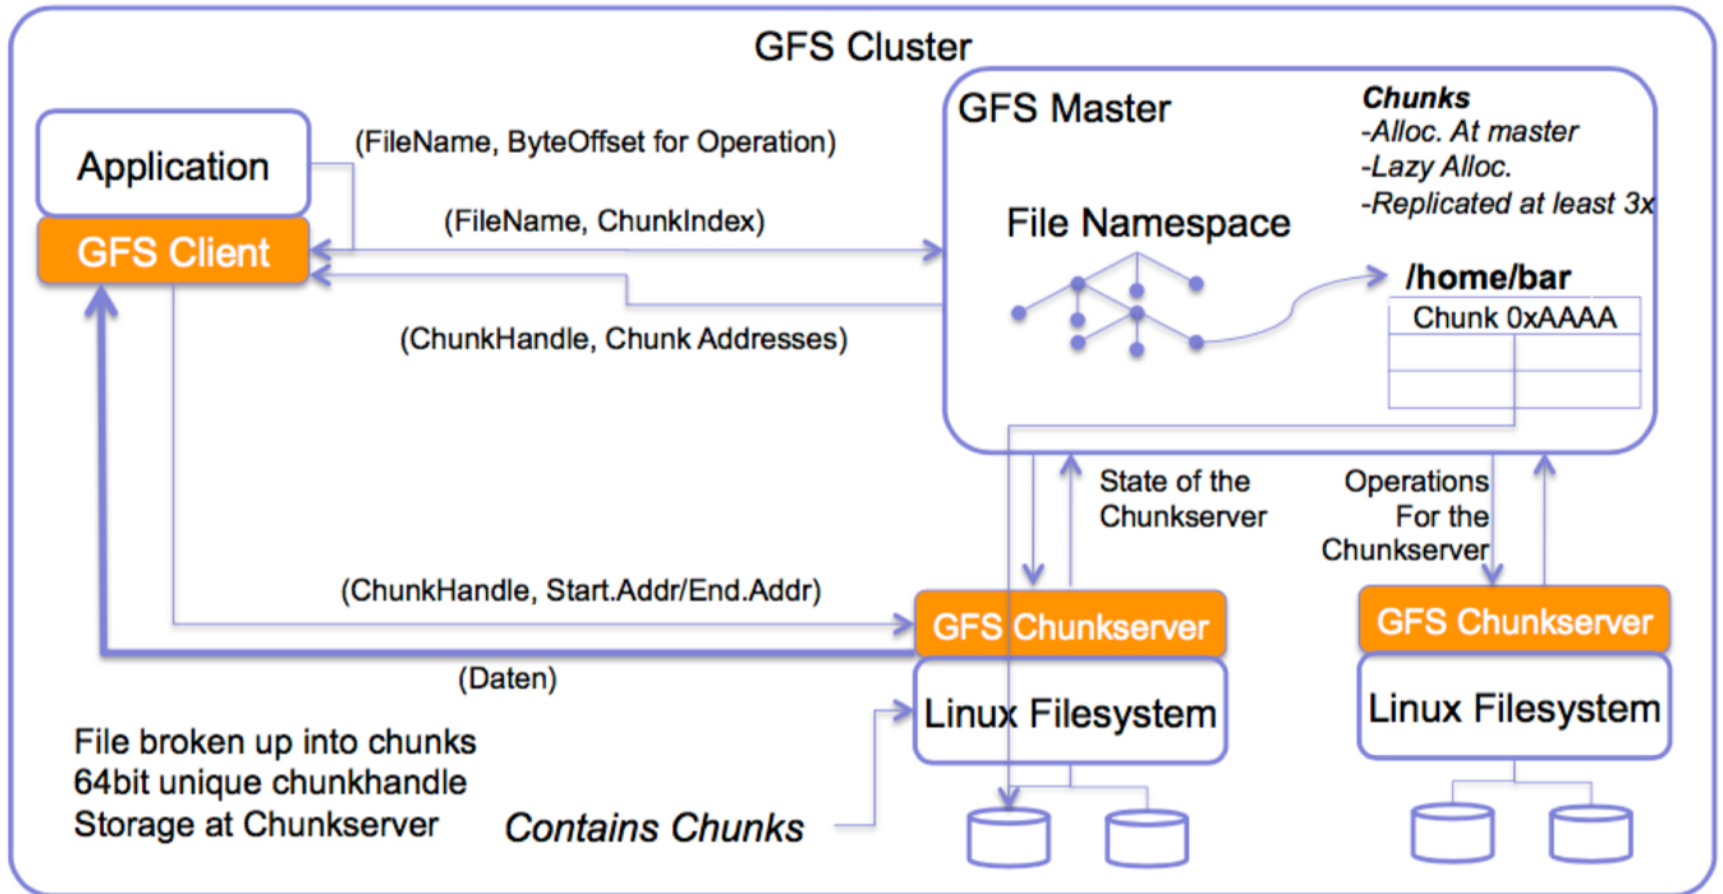 GFS Cluster
GFS Master
Chunks
-Alloc. At master
-Lazy Alloc.
-Replicated at least 3x
Application
(FileName, ByteOffset for Operation)
GFS Client
(FileName, ChunkIndex)
(ChunkHandle, Chunk Addresses)
File Namespace
/home/bar
Chunk 0xAAAA
State of the
Chunkserver
Operations
For the
Chunkserver
(ChunkHandle, Start.Addr/End.Addr)
(Daten)
GFS Chunkserver
Linux Filesystem
GFS Chunkserver
Linux Filesystem
File broken up into chunks
64bit unique chunkhandle
Storage at Chunkserver
Contains Chunks